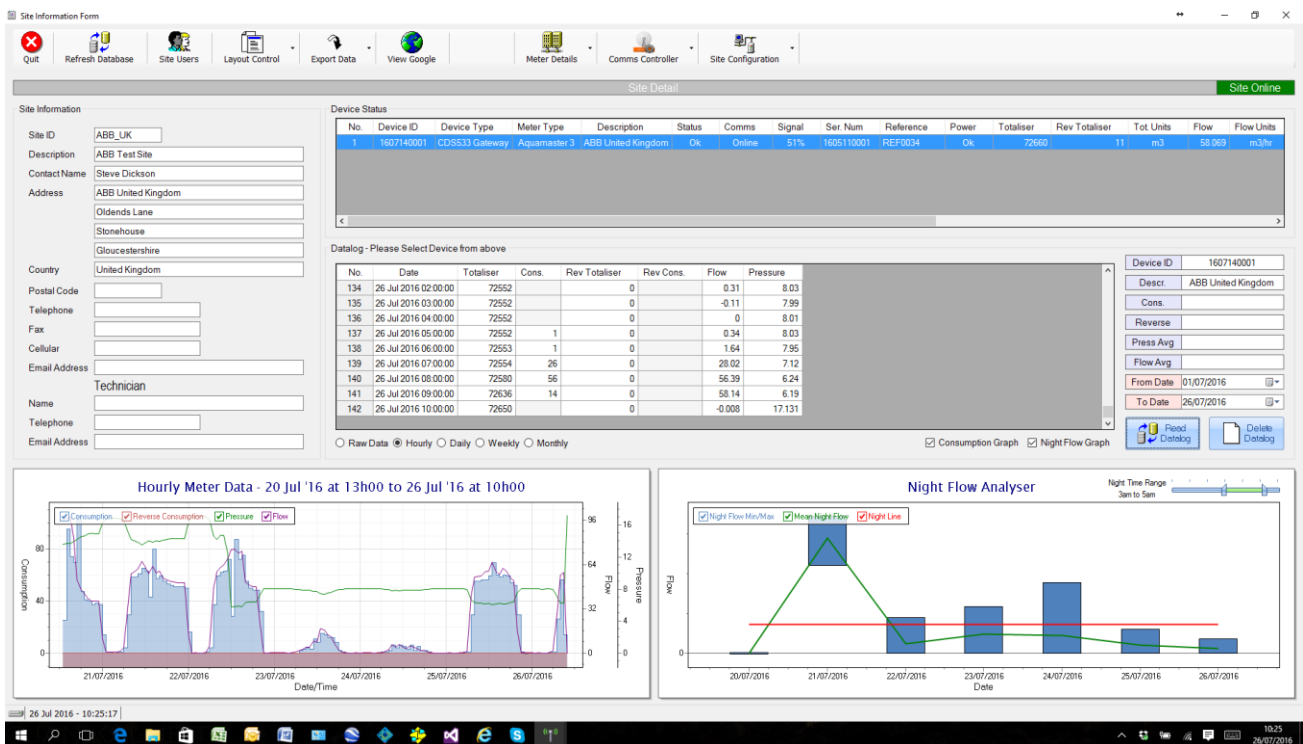 Site Information Form
Quit Refresh Database Site Users Layout Control Export Data View Google Meter Details Comms Controller Site Configuration
Site Detail Site Online
Site Information
Site ID ABB_UK
Description ABB Test Site
Contact Name Steve Dickson
Address ABB United Kingdom
Oldends Lane
Stonehouse
Gloucestershire
Country United Kingdom
Postal Code
Telephone
Fax
Cellular
Email Address
Technician
Name
Telephone
Email Address
Device Status
No. Device ID Device Type Meter Type Description Status Comms Signal Ser. Num Reference Power Totaliser Rev Totaliser Tot. Units Flow Flow Units
1 1607140001 CDS533 Gateway Aquamaster 3 ABB United Kingdom Ok Online 51% 1605110001 REF0034 Ok 72660 11 m3 58.069 m3/hr
Datalog - Please Select Device from above
No. Date Totaliser Cons. Rev Totaliser Rev Cons. Flow Pressure
134 26 Jul 2016 02:00:00 72552 0 0.31 8.03
135 26 Jul 2016 03:00:00 72552 0 -0.11 7.99
136 26 Jul 2016 04:00:00 72552 0 0 8.01
137 26 Jul 2016 05:00:00 72552 1 0 0.34 8.03
138 26 Jul 2016 06:00:00 72553 1 0 1.64 7.95
139 26 Jul 2016 07:00:00 72554 26 0 28.02 7.12
140 26 Jul 2016 08:00:00 72580 56 0 56.39 6.24
141 26 Jul 2016 09:00:00 72636 14 0 58.14 6.19
142 26 Jul 2016 10:00:00 72650 0 -0.008 17.131
Raw Data Hourly Daily Weekly Monthly
Consumption Graph Night Flow Graph
Device ID 1607140001
Descr. ABB United Kingdom
Cons.
Reverse
Press Avg
Flow Avg
From Date 01/07/2016
To Date 26/07/2016
Read Datalog
Delete Datalog
Hourly Meter Data - 20 Jul '16 at 13h00 to 26 Jul '16 at 10h00
Consumption Reverse Consumption Pressure Flow
Consumption
80
40
0
96
64
32
0
Flow
16
12
8
4
0
Pressure
21/07/2016 22/07/2016 23/07/2016 24/07/2016 25/07/2016 26/07/2016
Date/Time
Night Flow Analyser
Night Time Range
3am to 5am
Night Flow Min/Max Mean Night Flow Night Line
Flow
0
20/07/2016 21/07/2016 22/07/2016 23/07/2016 24/07/2016 25/07/2016 26/07/2016
Date
26 Jul 2016 - 10:25:17
10:25
26/07/2016